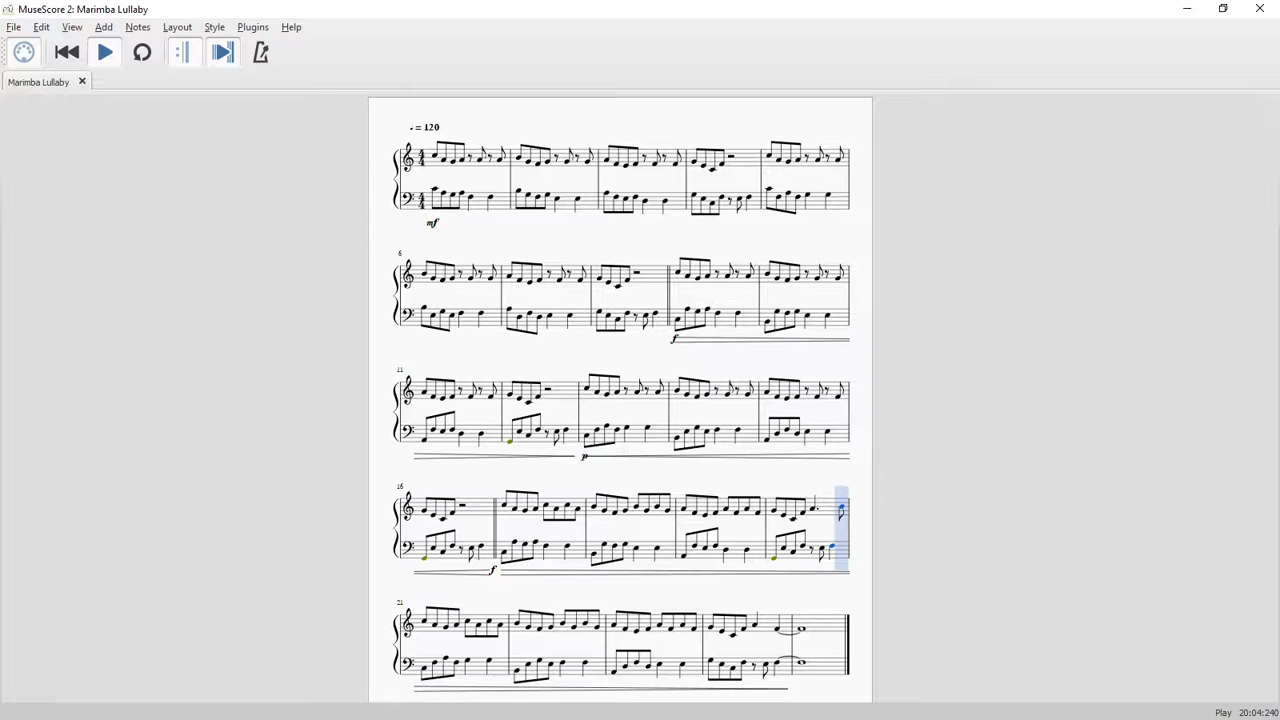 MuseScore 2: Marimba Lullaby
File Edit View Add Notes Layout Style Plugins Help
Marimba Lullaby
= 120
mf
6
f
11
p
16
f
21
Play 20:04:240